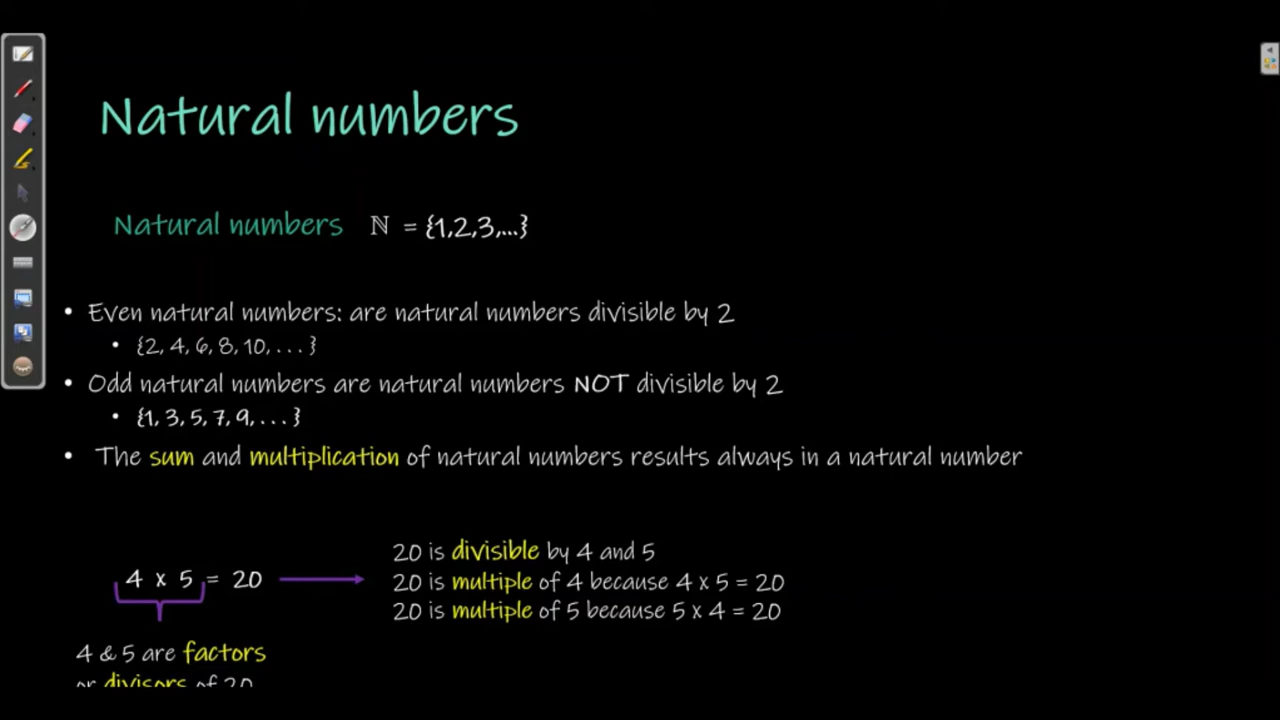 Natural numbers
Natural numbers ℕ = {1,2,3,...}
• Even natural numbers: are natural numbers divisible by 2
• {2, 4, 6, 8, 10, . . . }
• Odd natural numbers are natural numbers NOT divisible by 2
• {1, 3, 5, 7, 9, . . . }
• The sum and multiplication of natural numbers results always in a natural number
4 x 5 = 20
20 is divisible by 4 and 5
20 is multiple of 4 because 4 x 5 = 20
20 is multiple of 5 because 5 x 4 = 20
4 & 5 are factors
or divisors of 20